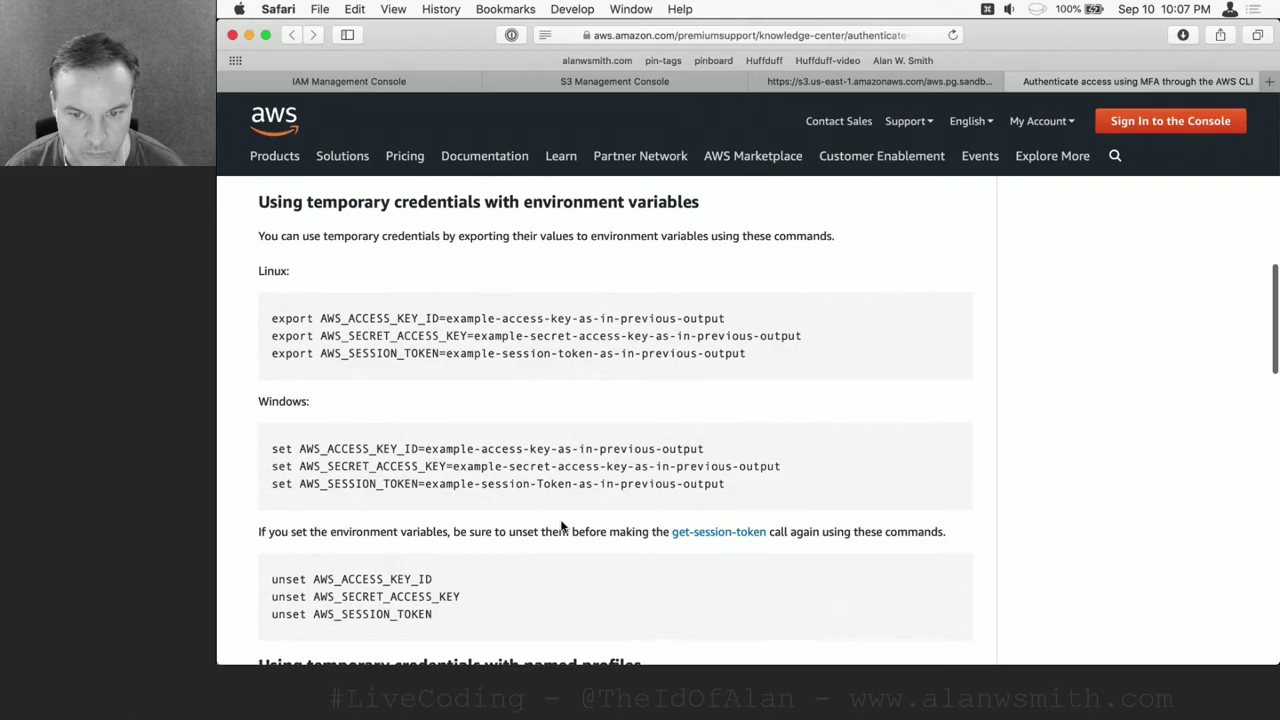 Safari File Edit View History Bookmarks Develop Window Help 100% Sep 10 10:07 PM
aws.amazon.com/premiumsupport/knowledge-center/authenticate-
alanwsmith.com pin-tags pinboard Huffduff Huffduff-video Alan W. Smith
IAM Management Console S3 Management Console https://s3.us-east-1.amazonaws.com/aws.pg.sandb... Authenticate access using MFA through the AWS CLI
aws
Contact Sales Support English My Account Sign In to the Console
Products Solutions Pricing Documentation Learn Partner Network AWS Marketplace Customer Enablement Events Explore More
Using temporary credentials with environment variables
You can use temporary credentials by exporting their values to environment variables using these commands.
Linux:
export AWS_ACCESS_KEY_ID=example-access-key-as-in-previous-output
export AWS_SECRET_ACCESS_KEY=example-secret-access-key-as-in-previous-output
export AWS_SESSION_TOKEN=example-session-token-as-in-previous-output
Windows:
set AWS_ACCESS_KEY_ID=example-access-key-as-in-previous-output
set AWS_SECRET_ACCESS_KEY=example-secret-access-key-as-in-previous-output
set AWS_SESSION_TOKEN=example-session-Token-as-in-previous-output
If you set the environment variables, be sure to unset them before making the get-session-token call again using these commands.
unset AWS_ACCESS_KEY_ID
unset AWS_SECRET_ACCESS_KEY
unset AWS_SESSION_TOKEN
Using temporary credentials with named profiles
#LiveCoding - @TheIdOfAlan - www.alanwsmith.com